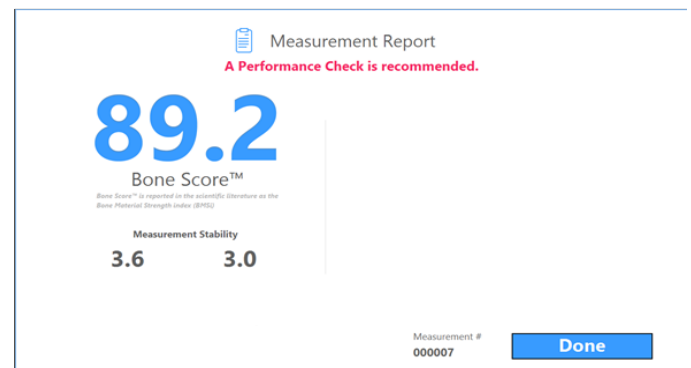 Measurement Report
A Performance Check is recommended.
89.2
Bone Score™
Bone Score™ is reported in the scientific literature as the
Bone Material Strength index (BMSi)
Measurement Stability
3.6 3.0
Measurement #
000007
Done